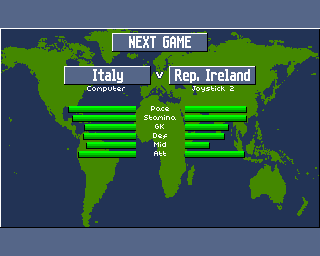 NEXT GAME
Italy v Rep. Ireland
Computer Joystick 2
Pace
Stamina
GK
Def
Mid
Att